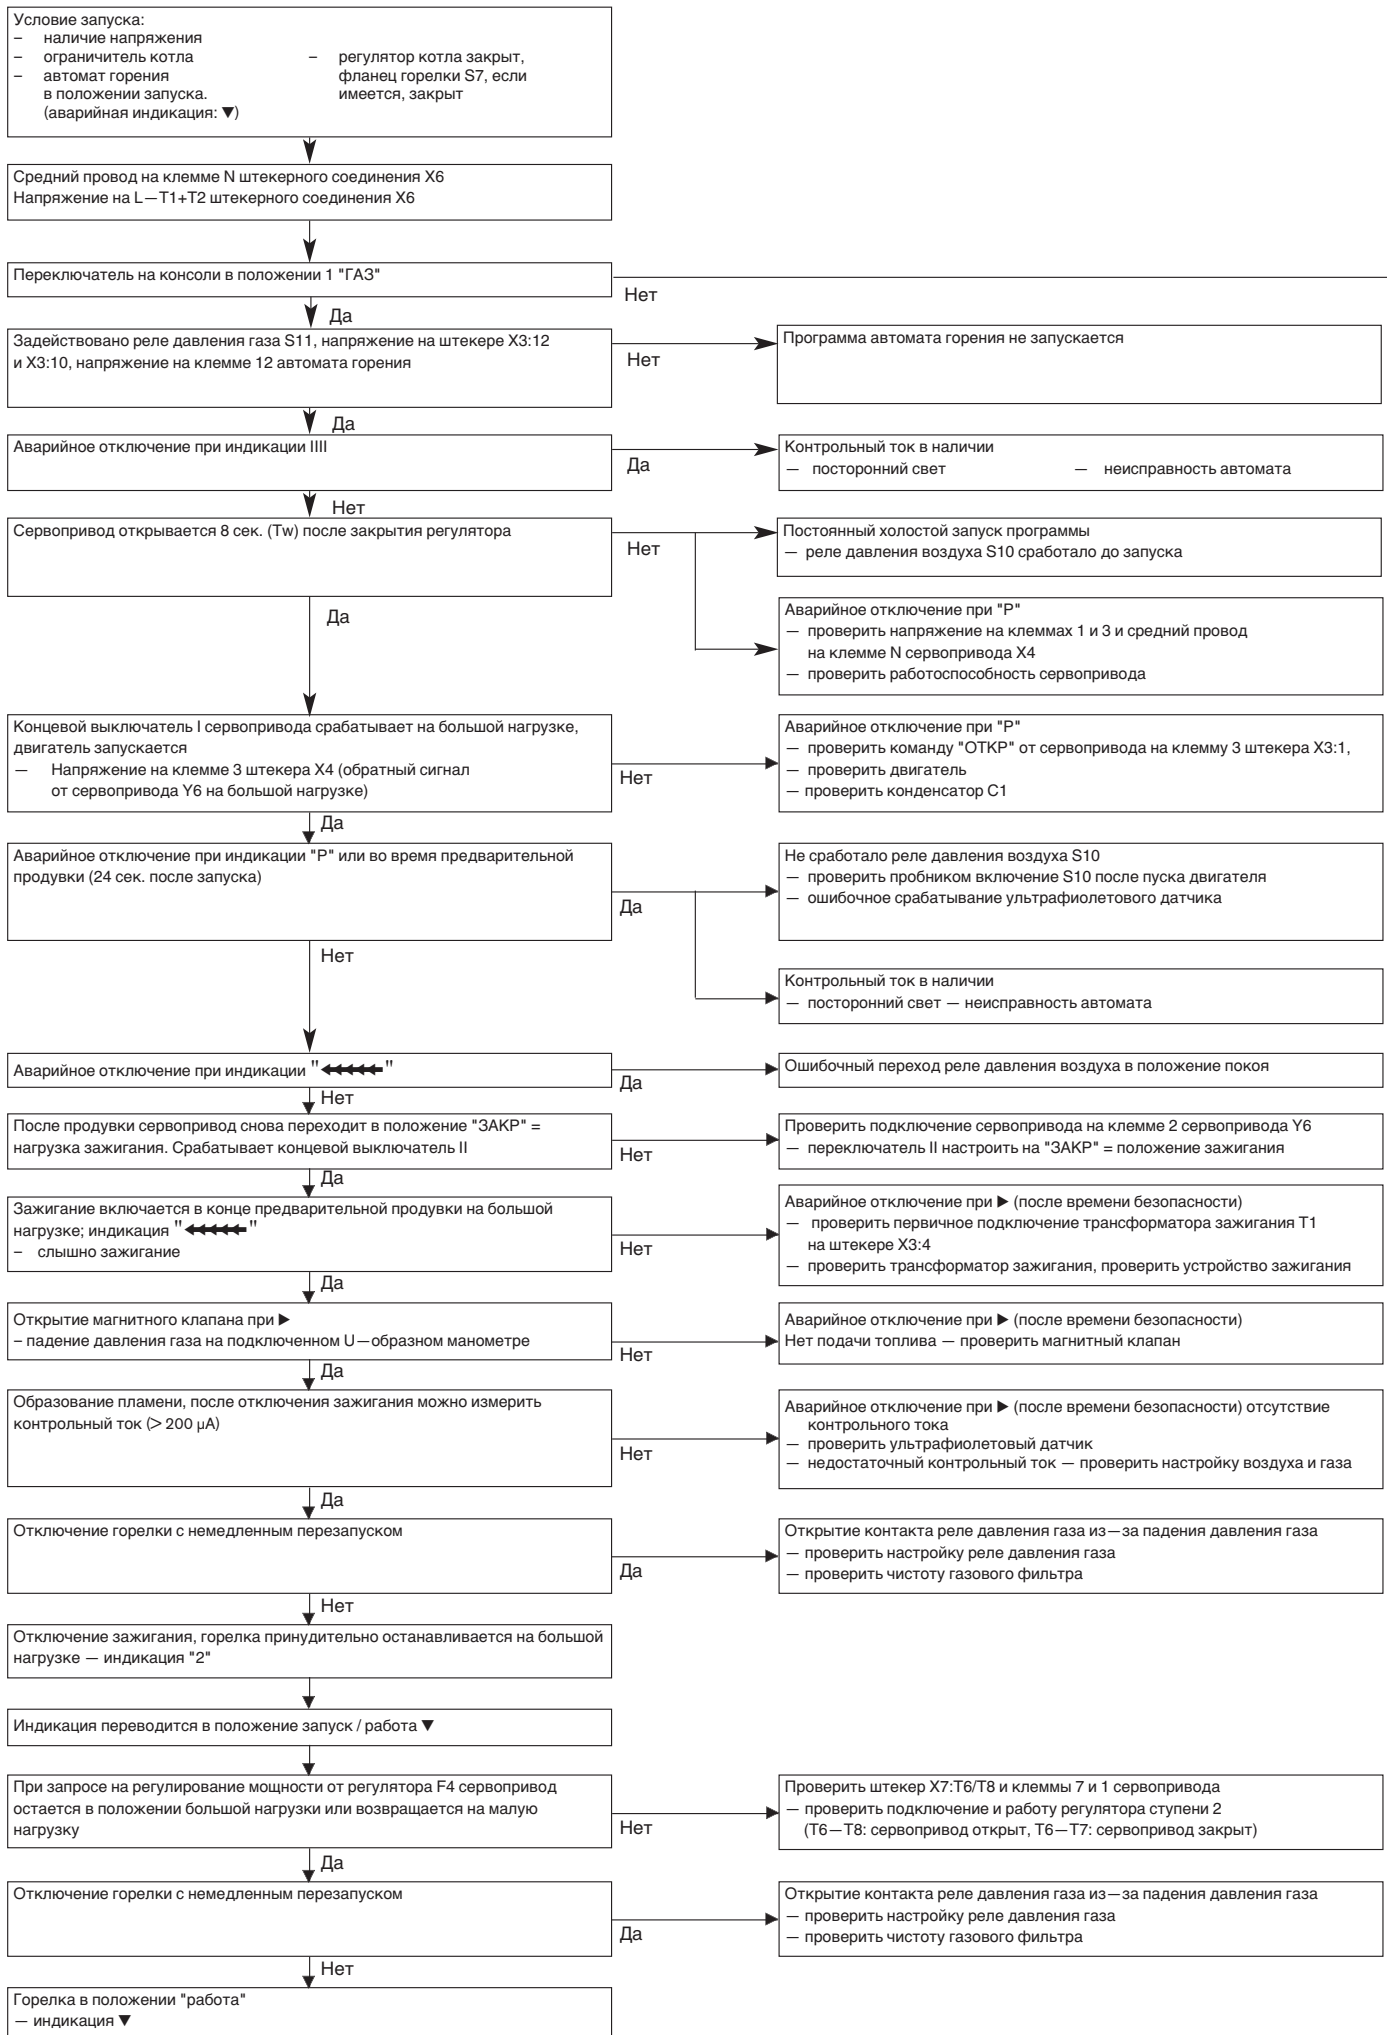 Условие запуска:
– наличие напряжения
– ограничитель котла
– автомат горения
в положении запуска.
(аварийная индикация: ▼)
– регулятор котла закрыт,
фланец горелки S7, если
имеется, закрыт
Средний провод на клемме N штекерного соединения X6
Напряжение на L—T1+T2 штекерного соединения X6
Переключатель на консоли в положении 1 "ГАЗ"
Нет
Да
Задействовано реле давления газа S11, напряжение на штекере X3:12
и X3:10, напряжение на клемме 12 автомата горения
Нет
Программа автомата горения не запускается
Да
Аварийное отключение при индикации IIII
Да
Контрольный ток в наличии
— посторонний свет — неисправность автомата
Нет
Сервопривод открывается 8 сек. (Tw) после закрытия регулятора
Нет
Постоянный холостой запуск программы
— реле давления воздуха S10 сработало до запуска
Аварийное отключение при "P"
— проверить напряжение на клеммах 1 и 3 и средний провод
на клемме N сервопривода X4
— проверить работоспособность сервопривода
Да
Концевой выключатель I сервопривода срабатывает на большой нагрузке,
двигатель запускается
— Напряжение на клемме 3 штекера X4 (обратный сигнал
от сервопривода Y6 на большой нагрузке)
Нет
Аварийное отключение при "P"
— проверить команду "ОТКР" от сервопривода на клемму 3 штекера X3:1,
— проверить двигатель
— проверить конденсатор C1
Да
Аварийное отключение при индикации "P" или во время предварительной
продувки (24 сек. после запуска)
Да
Не сработало реле давления воздуха S10
— проверить пробником включение S10 после пуска двигателя
— ошибочное срабатывание ультрафиолетового датчика
Контрольный ток в наличии
— посторонний свет — неисправность автомата
Нет
Аварийное отключение при индикации "◄◄◄◄◄"
Да
Ошибочный переход реле давления воздуха в положение покоя
Нет
После продувки сервопривод снова переходит в положение "ЗАКР" =
нагрузка зажигания. Срабатывает концевой выключатель II
Нет
Проверить подключение сервопривода на клемме 2 сервопривода Y6
— переключатель II настроить на "ЗАКР" = положение зажигания
Да
Зажигание включается в конце предварительной продувки на большой
нагрузке; индикация "◄◄◄◄◄"
– слышно зажигание
Нет
Аварийное отключение при ▶ (после времени безопасности)
— проверить первичное подключение трансформатора зажигания T1
на штекере X3:4
— проверить трансформатор зажигания, проверить устройство зажигания
Да
Открытие магнитного клапана при ▶
– падение давления газа на подключенном U—образном манометре
Нет
Аварийное отключение при ▶ (после времени безопасности)
Нет подачи топлива — проверить магнитный клапан
Да
Образование пламени, после отключения зажигания можно измерить
контрольный ток (> 200 µA)
Нет
Аварийное отключение при ▶ (после времени безопасности) отсутствие
контрольного тока
— проверить ультрафиолетовый датчик
— недостаточный контрольный ток — проверить настройку воздуха и газа
Да
Отключение горелки с немедленным перезапуском
Да
Открытие контакта реле давления газа из—за падения давления газа
— проверить настройку реле давления газа
— проверить чистоту газового фильтра
Нет
Отключение зажигания, горелка принудительно останавливается на большой
нагрузке — индикация "2"
Индикация переводится в положение запуск / работа ▼
При запросе на регулирование мощности от регулятора F4 сервопривод
остается в положении большой нагрузки или возвращается на малую
нагрузку
Нет
Проверить штекер X7:T6/T8 и клеммы 7 и 1 сервопривода
— проверить подключение и работу регулятора ступени 2
(T6—T8: сервопривод открыт, T6—T7: сервопривод закрыт)
Да
Отключение горелки с немедленным перезапуском
Да
Открытие контакта реле давления газа из—за падения давления газа
— проверить настройку реле давления газа
— проверить чистоту газового фильтра
Нет
Горелка в положении "работа"
— индикация ▼